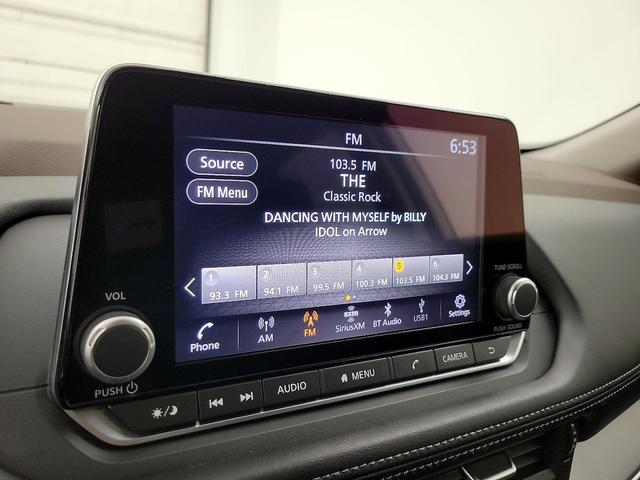 FM
6:53
Source
103.5 FM
THE
FM Menu
Classic Rock
DANCING WITH MYSELF by BILLY
IDOL on Arrow
1 2 3 4 5 6
93.3 FM 94.1 FM 99.5 FM 100.3 FM 103.5 FM 104.3 FM
Phone AM FM SiriusXM BT Audio USB1 Settings
sxm
VOL
PUSH
TUNE·SCROLL
PUSH SOUND
AUDIO MENU CAMERA